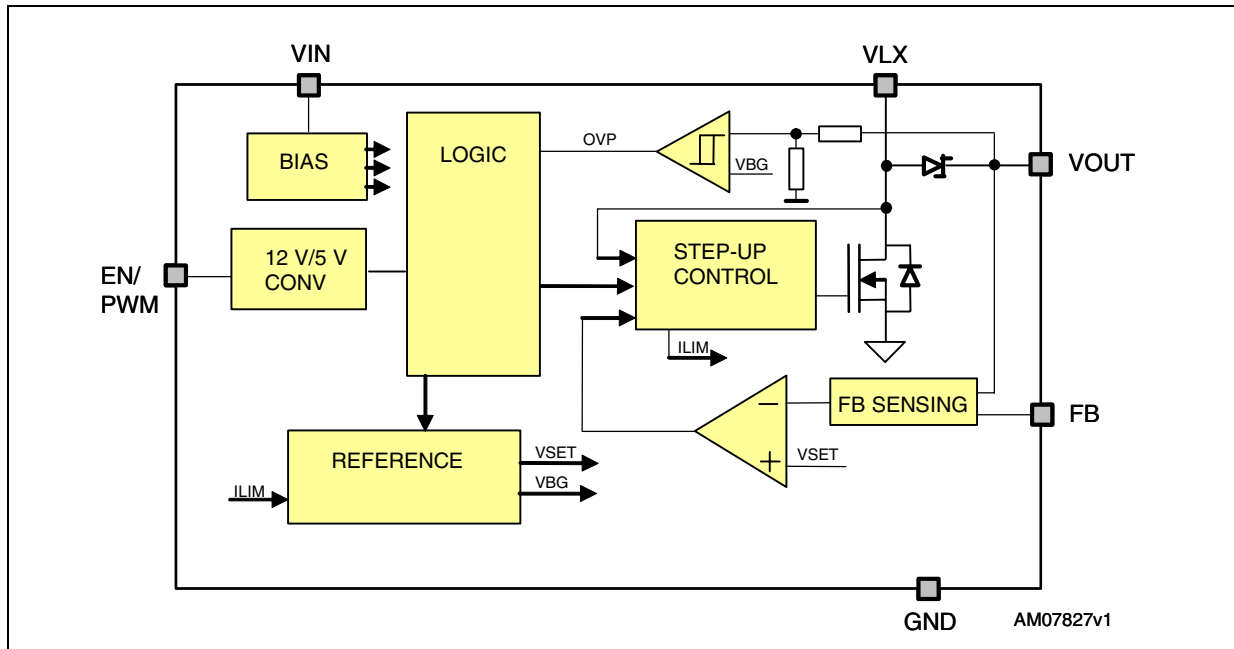 VIN
VLX
BIAS
LOGIC
OVP
VBG
VOUT
EN/
PWM
12 V/5 V
CONV
STEP-UP
CONTROL
ILIM
FB SENSING
FB
REFERENCE
VSET
VBG
ILIM
−
+
VSET
GND
AM07827v1